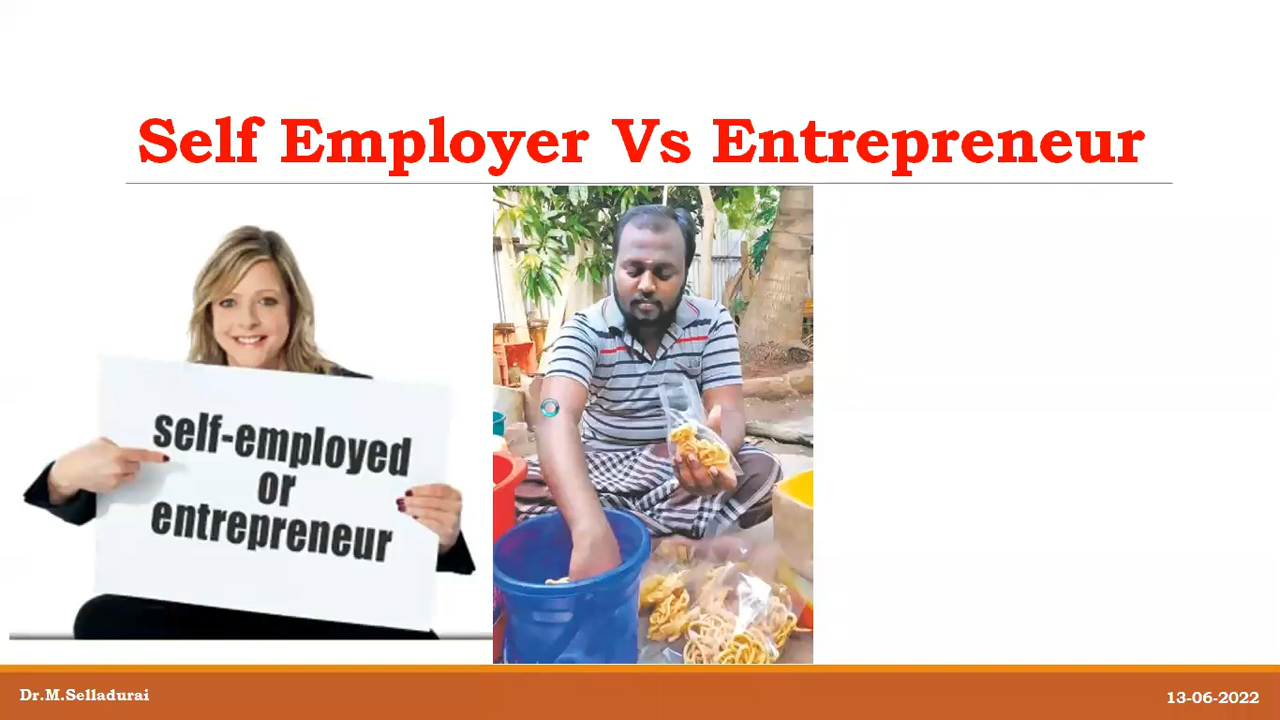 Self Employer Vs Entrepreneur
self-employed
or
entrepreneur
Dr.M.Selladurai
13-06-2022